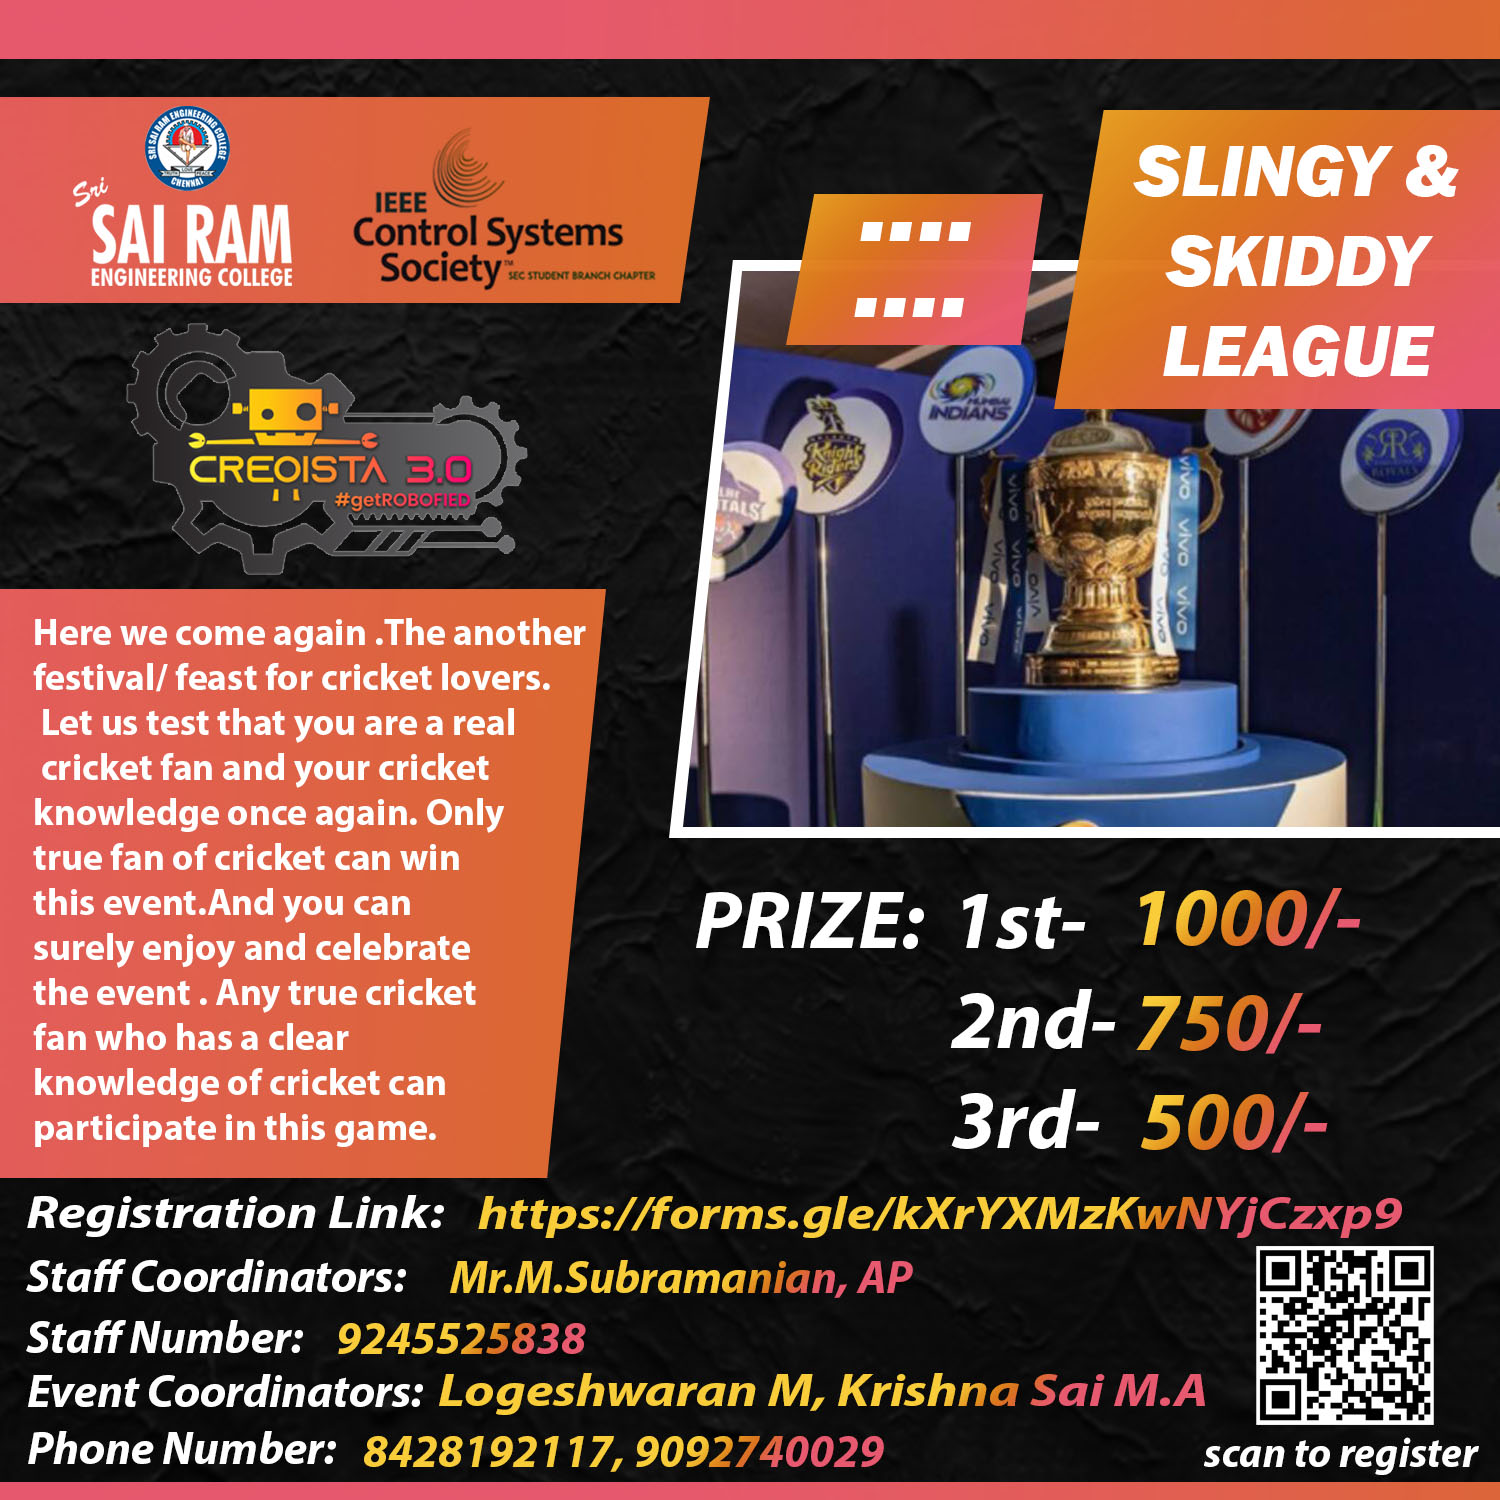 SRI SAI RAM ENGINEERING COLLEGE
CHENNAI
Sri
SAI RAM
ENGINEERING COLLEGE
IEEE
Control Systems
Society™
SEC STUDENT BRANCH CHAPTER
SLINGY &
SKIDDY
LEAGUE
CREOISTA 3.0
#getROBOFIED
MUMBAI
INDIANS
Knight
Riders
ROYALS
vivo
vivo
vivo
vivo
Here we come again .The another
festival/ feast for cricket lovers.
Let us test that you are a real
cricket fan and your cricket
knowledge once again. Only
true fan of cricket can win
this event.And you can
surely enjoy and celebrate
the event . Any true cricket
fan who has a clear
knowledge of cricket can
participate in this game.
PRIZE: 1st- 1000/-
2nd- 750/-
3rd- 500/-
Registration Link: https://forms.gle/kXrYXMzKwNYjCzxp9
Staff Coordinators: Mr.M.Subramanian, AP
Staff Number: 9245525838
Event Coordinators: Logeshwaran M, Krishna Sai M.A
Phone Number: 8428192117, 9092740029
scan to register